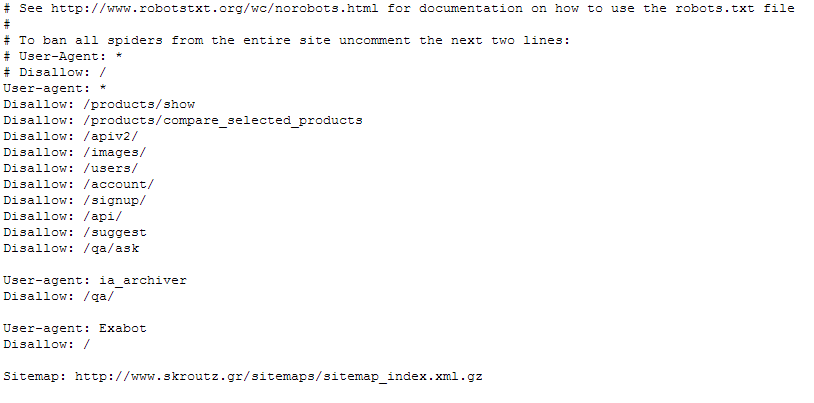 # See http://www.robotstxt.org/wc/norobots.html for documentation on how to use the robots.txt file
#
# To ban all spiders from the entire site uncomment the next two lines:
# User-Agent: *
# Disallow: /
User-agent: *
Disallow: /products/show
Disallow: /products/compare_selected_products
Disallow: /apiv2/
Disallow: /images/
Disallow: /users/
Disallow: /account/
Disallow: /signup/
Disallow: /api/
Disallow: /suggest
Disallow: /qa/ask

User-agent: ia_archiver
Disallow: /qa/

User-agent: Exabot
Disallow: /

Sitemap: http://www.skroutz.gr/sitemaps/sitemap_index.xml.gz